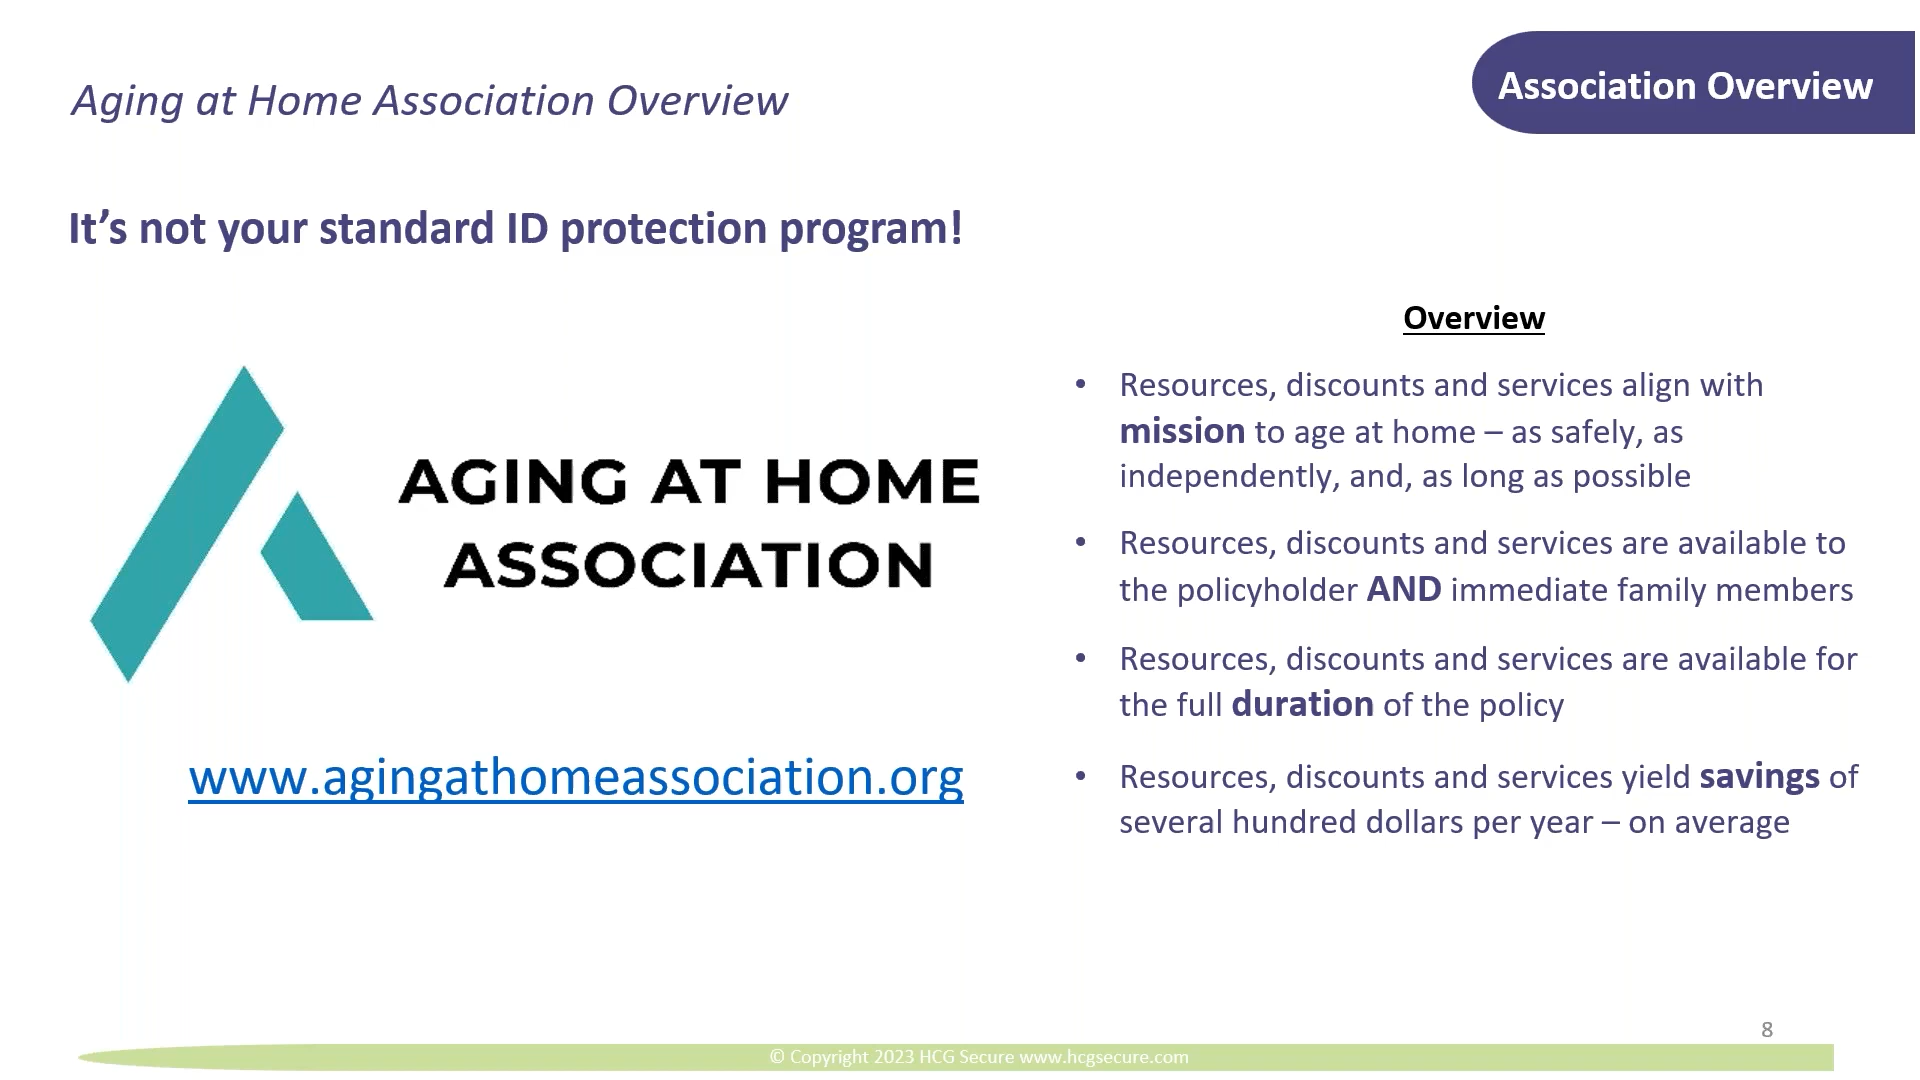 Aging at Home Association Overview
Association Overview
It’s not your standard ID protection program!
AGING AT HOME
ASSOCIATION
www.agingathomeassociation.org
Overview
• Resources, discounts and services align with
mission to age at home – as safely, as
independently, and, as long as possible
• Resources, discounts and services are available to
the policyholder AND immediate family members
• Resources, discounts and services are available for
the full duration of the policy
• Resources, discounts and services yield savings of
several hundred dollars per year – on average
8
© Copyright 2023 HCG Secure www.hcgsecure.com